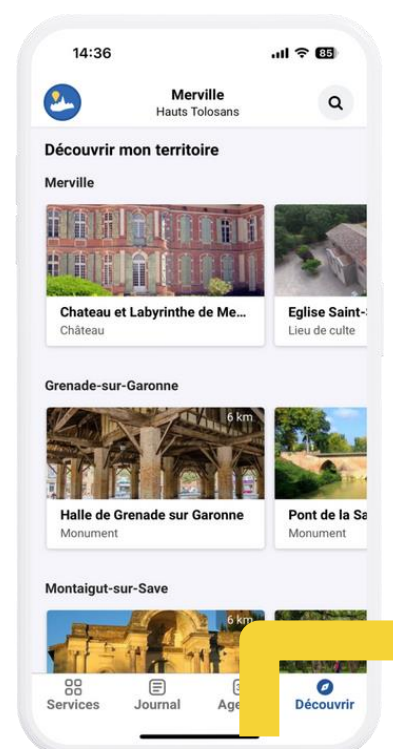 14:36
85
Merville
Hauts Tolosans
Découvrir mon territoire
Merville
Chateau et Labyrinthe de Me...
Château
Eglise Saint-
Lieu de culte
Grenade-sur-Garonne
6 km
Halle de Grenade sur Garonne
Monument
Pont de la Sa
Monument
Montaigut-sur-Save
6 km
Services
Journal
Age
Découvrir